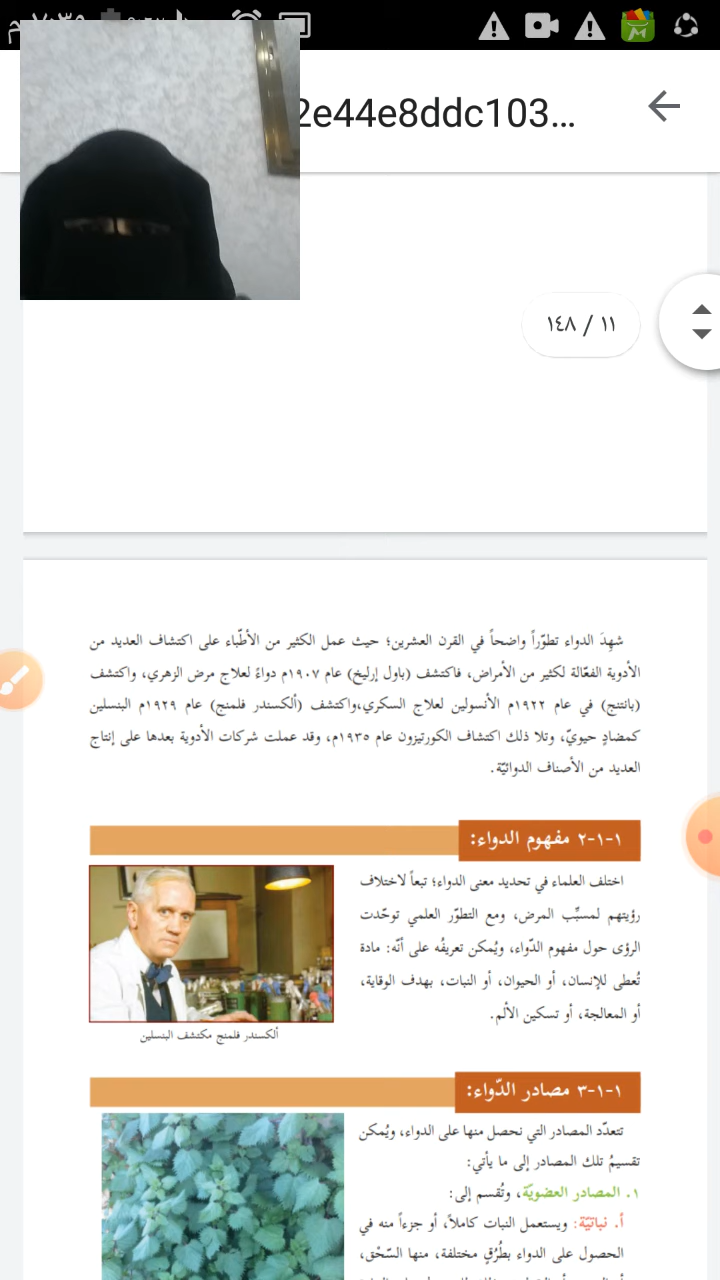 2e44e8ddc103...
١١ / ١٤٨
شهِدَ الدواء تطوّراً واضحاً في القرن العشرين؛ حيث عمل الكثير من الأطّباء على اكتشاف العديد من
الأدوية الفعّالة لكثير من الأمراض، فاكتشف (باول إرليخ) عام ١٩٠٧م دواءً لعلاج مرض الزهري، واكتشف
(بانتنج) في عام ١٩٢٢م الأنسولين لعلاج السكري،واكتشف (ألكسندر فلمنج) عام ١٩٢٩م البنسلين
كمضادٍ حيويّ، وتلا ذلك اكتشاف الكورتيزون عام ١٩٣٥م، وقد عملت شركات الأدوية بعدها على إنتاج
العديد من الأصناف الدوائيّة.
١-١-٢ مفهوم الدواء:
اختلف العلماء في تحديد معنى الدواء؛ تبعاً لاختلاف
رؤيتهم لمسبِّب المرض، ومع التطوّر العلمي توحّدت
الرؤى حول مفهوم الدّواء، ويُمكن تعريفُه على أنّه: مادة
تُعطى للإنسان، أو الحيوان، أو النبات، بهدف الوقاية،
أو المعالجة، أو تسكين الألم.
ألكسندر فلمنج مكتشف البنسلين
١-١-٣ مصادر الدّواء:
تتعدّد المصادر التي نحصل منها على الدواء، ويُمكن
تقسيمُ تلك المصادر إلى ما يأتي:
١. المصادر العضويّة، وتُقسم إلى:
أ. نباتيّة: ويستعمل النبات كاملاً، أو جزءاً منه في
الحصول على الدواء بطُرُقٍ مختلفة، منها السّحْق،